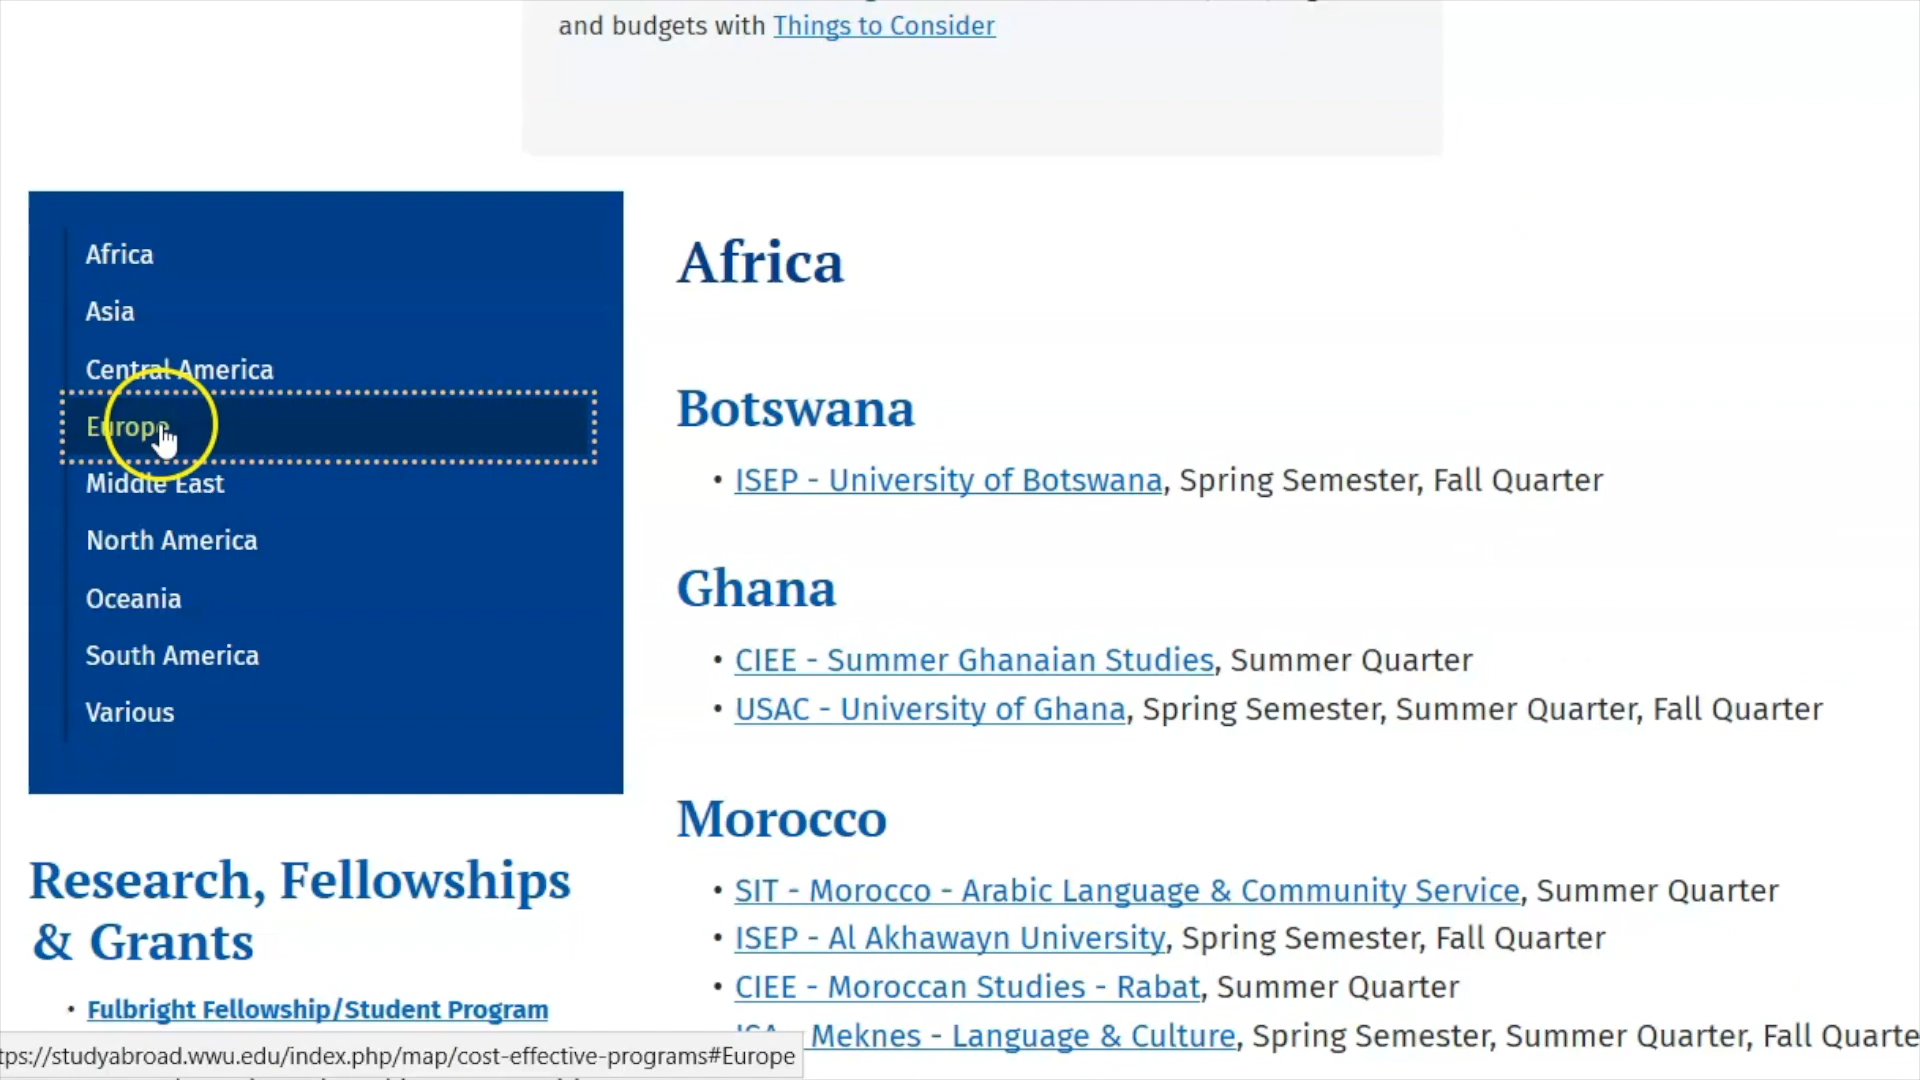 and budgets with Things to Consider
Africa
Asia
Central America
Europe
Middle East
North America
Oceania
South America
Various
Research, Fellowships
& Grants
• Fulbright Fellowship/Student Program
tps://studyabroad.wwu.edu/index.php/map/cost-effective-programs#Europe
Africa
Botswana
• ISEP - University of Botswana, Spring Semester, Fall Quarter
Ghana
• CIEE - Summer Ghanaian Studies, Summer Quarter
• USAC - University of Ghana, Spring Semester, Summer Quarter, Fall Quarter
Morocco
• SIT - Morocco - Arabic Language & Community Service, Summer Quarter
• ISEP - Al Akhawayn University, Spring Semester, Fall Quarter
• CIEE - Moroccan Studies - Rabat, Summer Quarter
Meknes - Language & Culture, Spring Semester, Summer Quarter, Fall Quarte